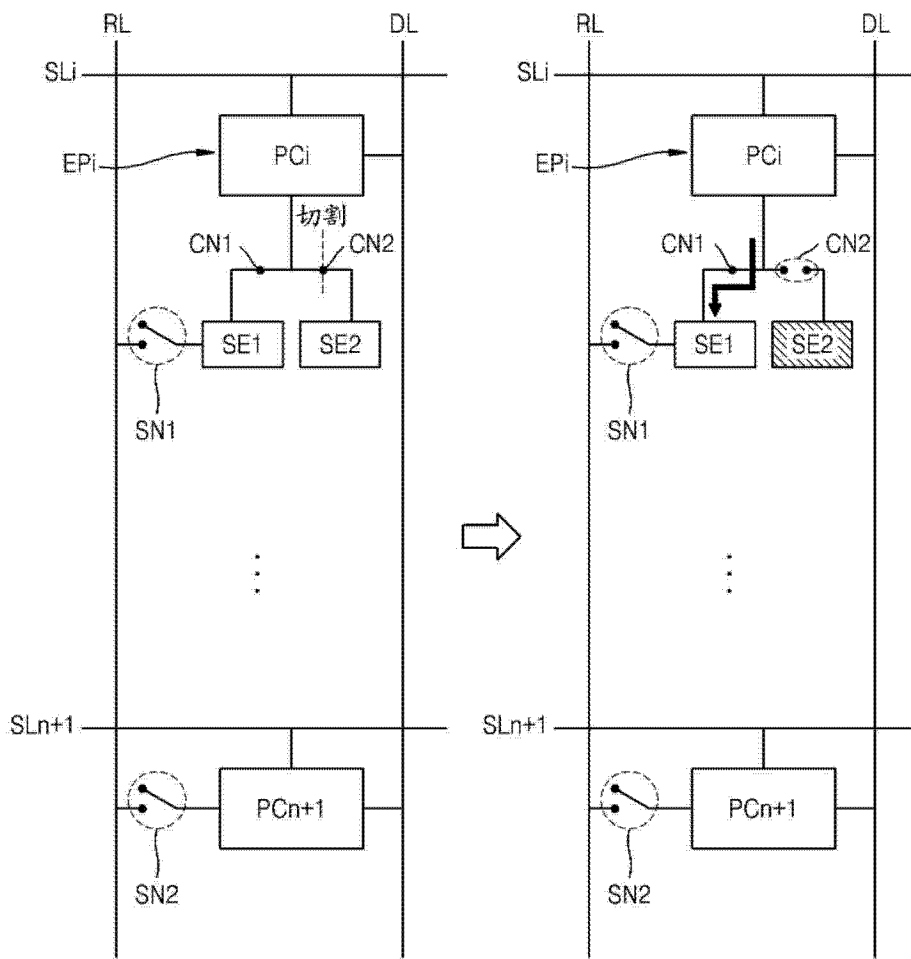 RL
DL
SLi
PCi
EPi
切割
CN1
CN2
SE1
SE2
SN1
SLn+1
PCn+1
SN2
RL
DL
SLi
PCi
EPi
CN1
CN2
SE1
SE2
SN1
SLn+1
PCn+1
SN2